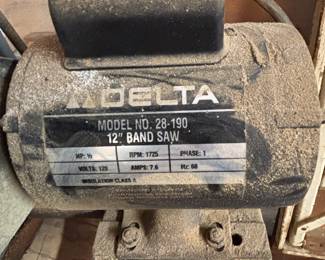 DELTA
MODEL NO. 28-190
12" BAND SAW
HP: ½ RPM: 1725 PHASE: 1
VOLTS: 125 AMPS: 7.6 Hz: 60
INSULATION CLASS A